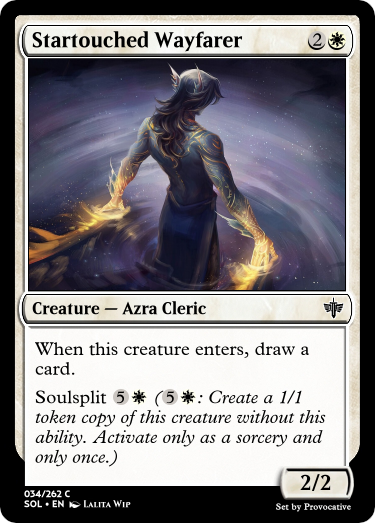 Startouched Wayfarer 2
Creature — Azra Cleric
When this creature enters, draw a
card.
Soulsplit 5 (5 : Create a 1/1
token copy of this creature without this
ability. Activate only as a sorcery and
only once.)
2/2
034/262 C
SOL • EN Lalita Wip
Set by Provocative